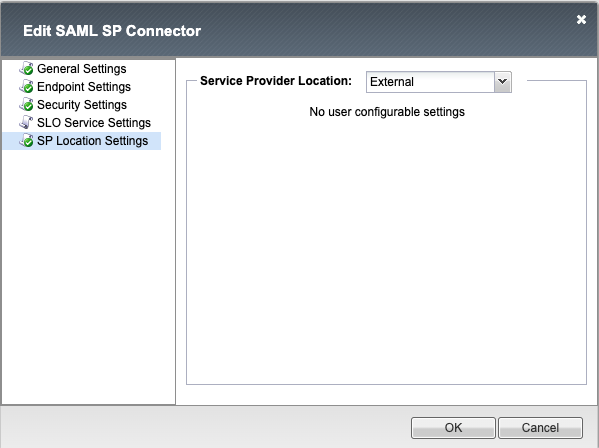 Edit SAML SP Connector
General Settings
Endpoint Settings
Security Settings
SLO Service Settings
SP Location Settings
Service Provider Location: External
No user configurable settings
OK Cancel